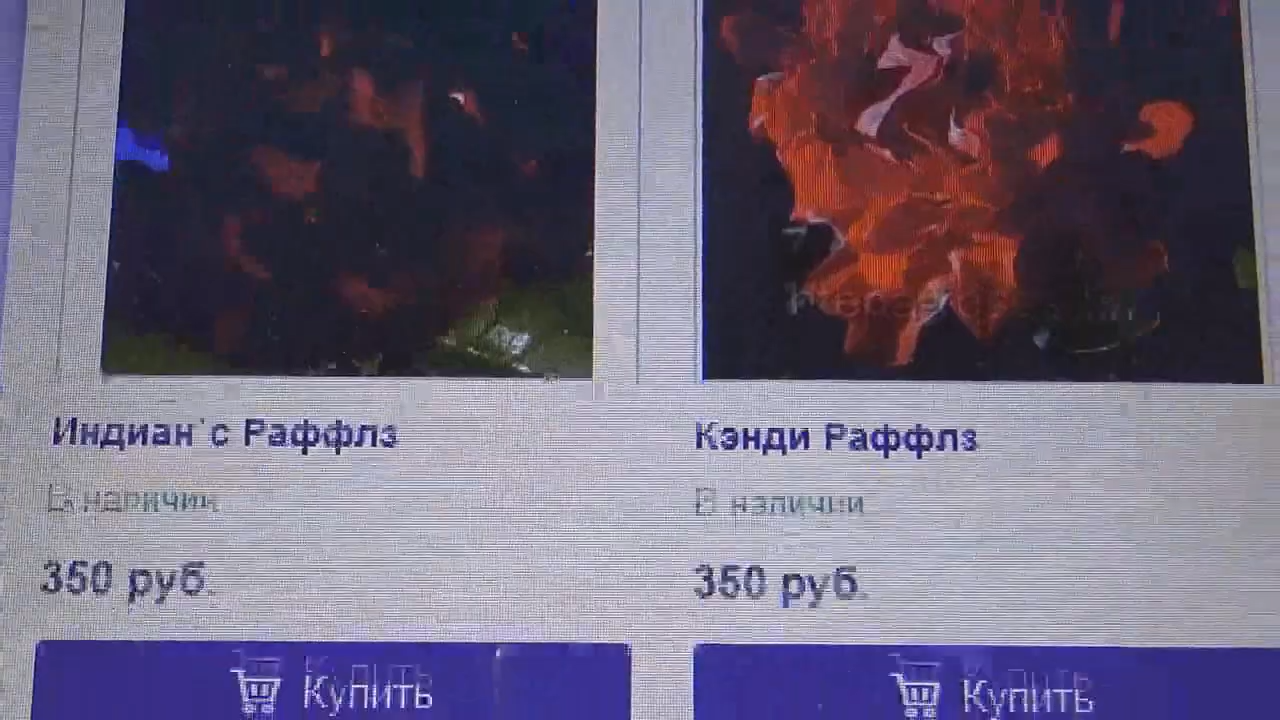 Индиан`с Раффлз
Кэнди Раффлз
В наличии
В наличии
350 руб.
350 руб.
Купить
Купить